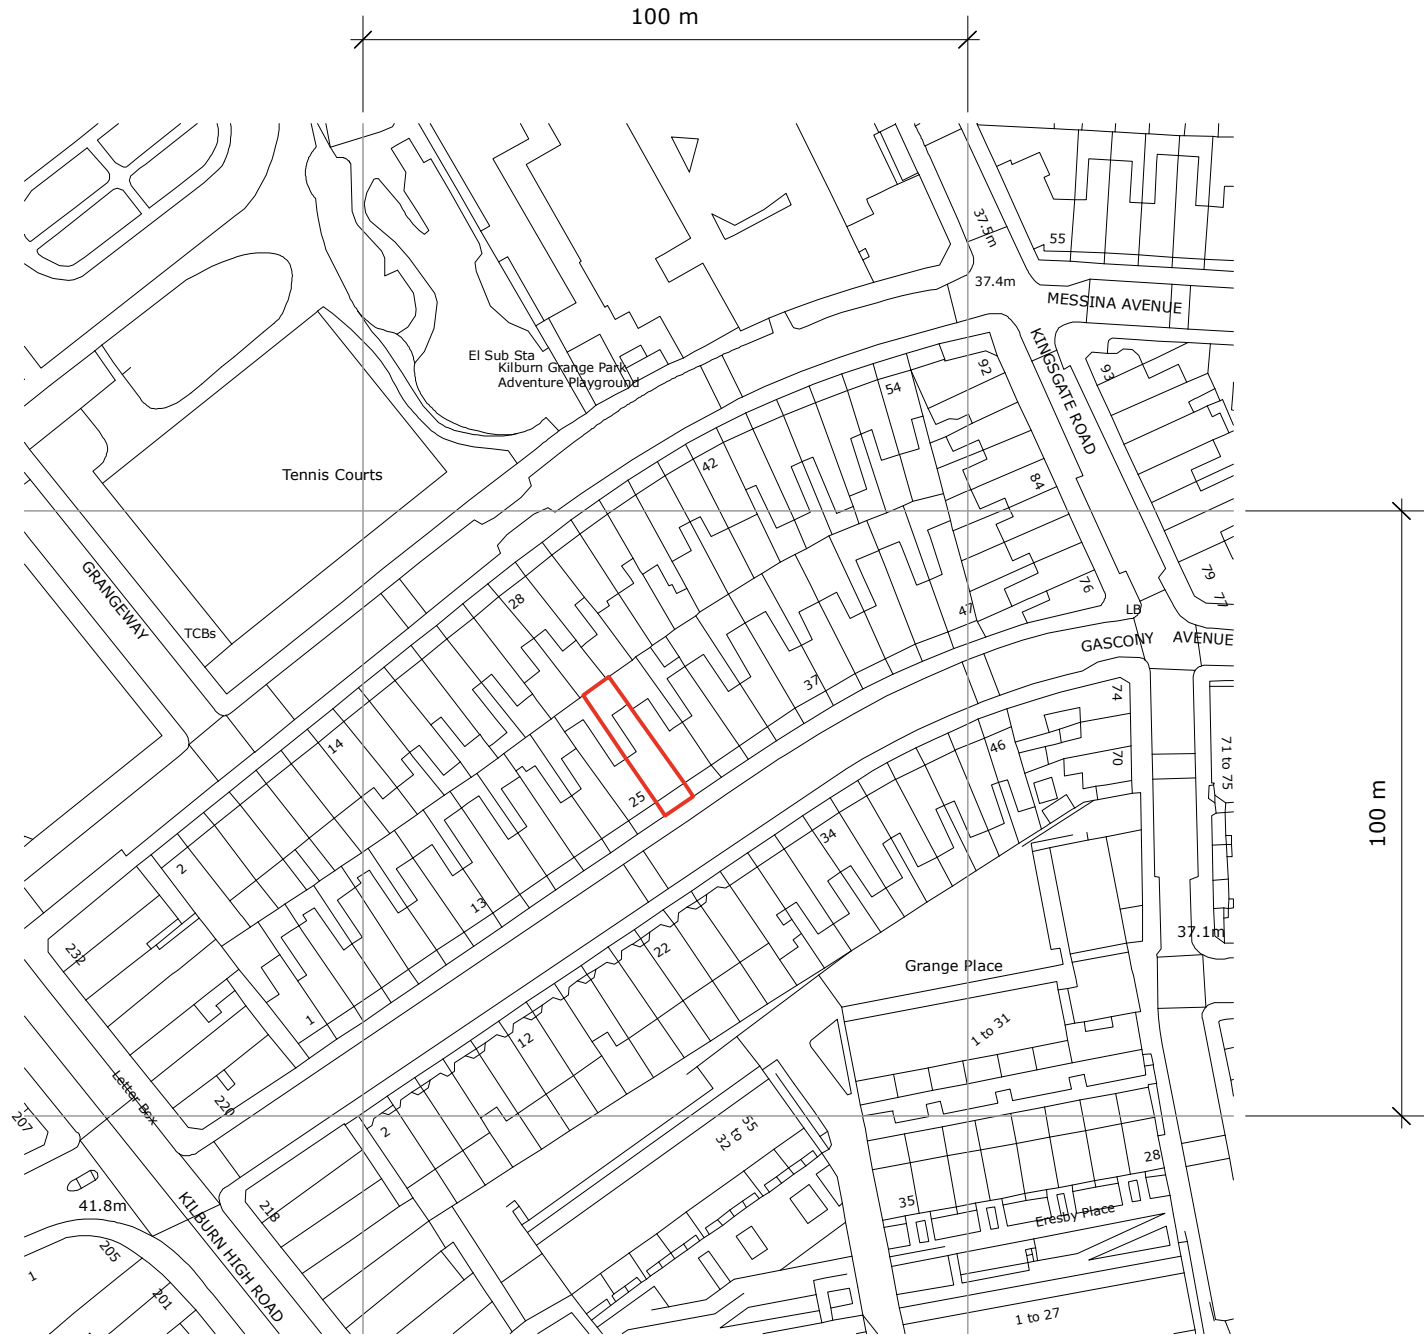 100 m
37.5m
55
37.4m
MESSINA AVENUE
KINGSGATE ROAD
El Sub Sta
Kilburn Grange Park
Adventure Playground
92
93
54
42
Tennis Courts
84
GRANGEWAY
TCBs
28
76
79
77
LB
47
GASCONY AVENUE
37
74
14
46
70
71 to 75
25
100 m
34
2
13
232
22
37.1m
Grange Place
1
12
1 to 31
Letter Box
220
207
2
32 to 55
28
41.8m
218
35
KILBURN HIGH ROAD
Eresby Place
205
1
201
1 to 27